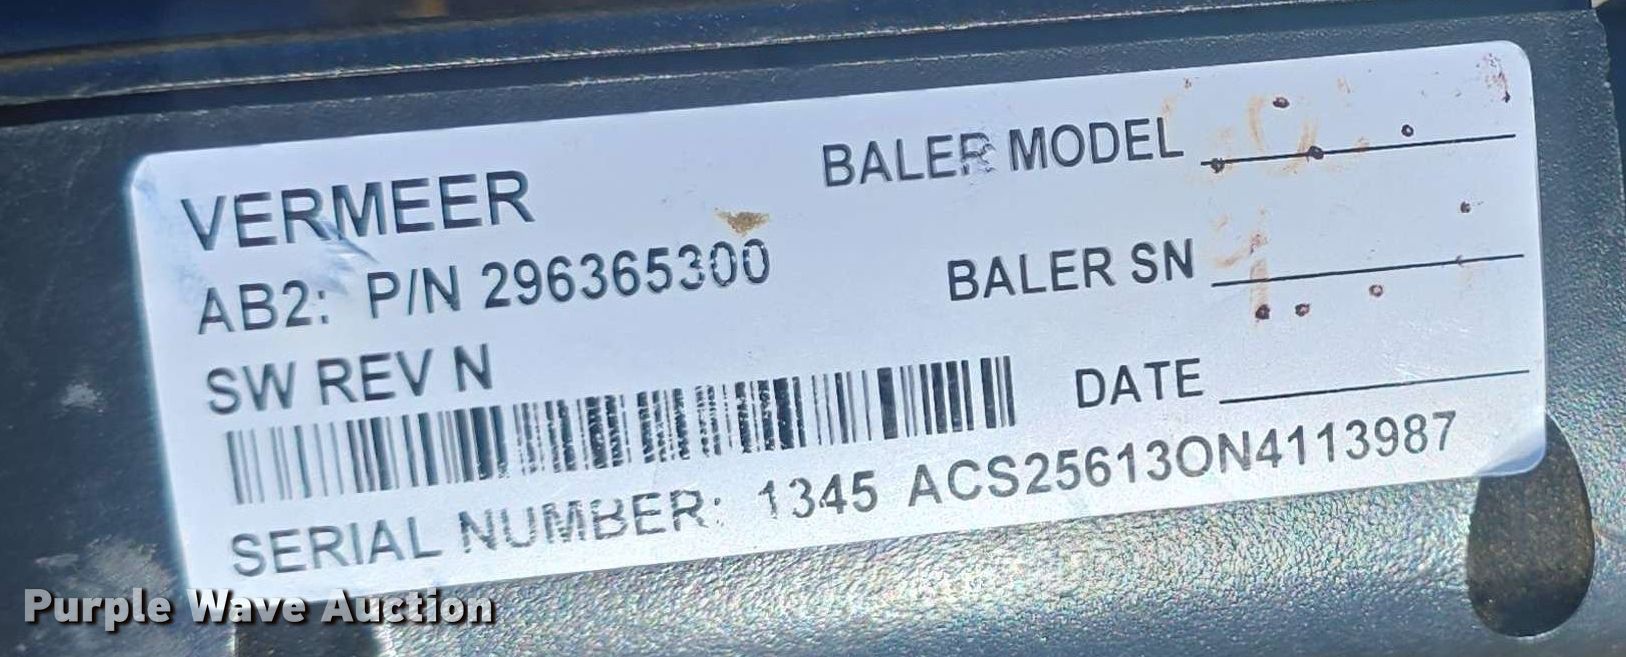 VERMEER
AB2: P/N 296365300
SW REV N
SERIAL NUMBER: 1345 ACS25613ON4113987
BALER MODEL
BALER SN
DATE
Purple Wave Auction